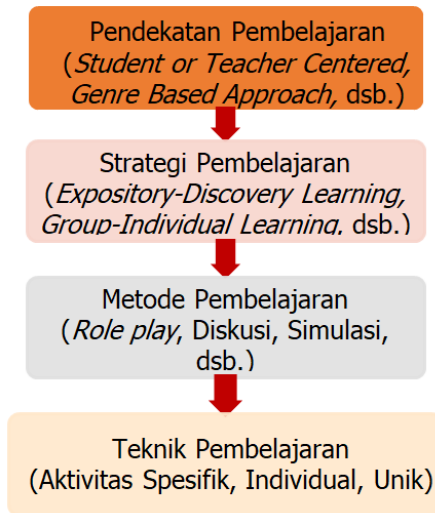 Pendekatan Pembelajaran
(Student or Teacher Centered,
Genre Based Approach, dsb.)
Strategi Pembelajaran
(Expository-Discovery Learning,
Group-Individual Learning, dsb.)
Metode Pembelajaran
(Role play, Diskusi, Simulasi,
dsb.)
Teknik Pembelajaran
(Aktivitas Spesifik, Individual, Unik)